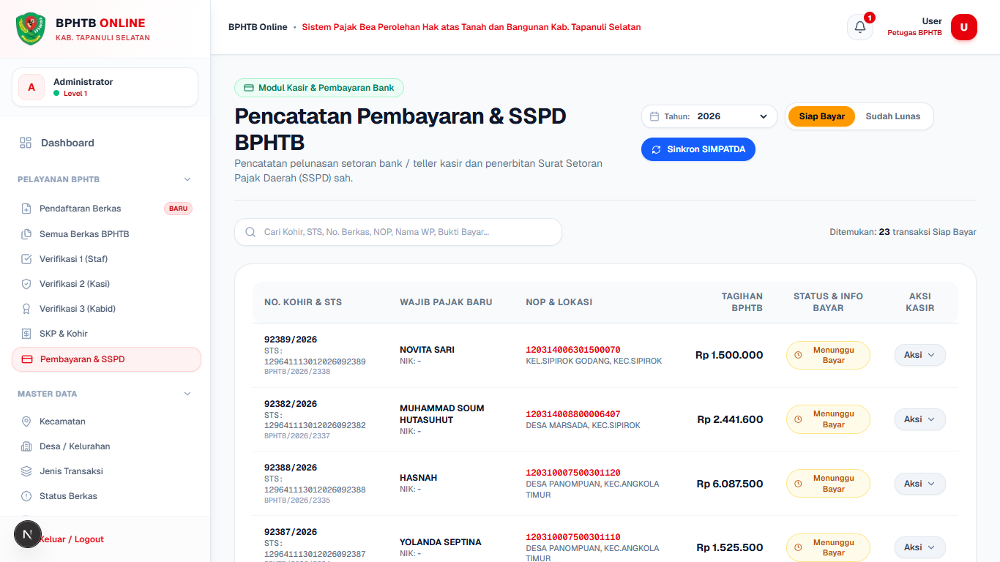 BPHTB ONLINE
KAB. TAPANULI SELATAN
BPHTB Online • Sistem Pajak Bea Perolehan Hak atas Tanah dan Bangunan Kab. Tapanuli Selatan
1
User
Petugas BPHTB
U
A
Administrator
Level 1
Dashboard
PELAYANAN BPHTB
Pendaftaran Berkas
BARU
Semua Berkas BPHTB
Verifikasi 1 (Staf)
Verifikasi 2 (Kasi)
Verifikasi 3 (Kabid)
SKP & Kohir
Pembayaran & SSPD
MASTER DATA
Kecamatan
Desa / Kelurahan
Jenis Transaksi
Status Berkas
N
Keluar / Logout
Modul Kasir & Pembayaran Bank
Pencatatan Pembayaran & SSPD
BPHTB
Pencatatan pelunasan setoran bank / teller kasir dan penerbitan Surat Setoran
Pajak Daerah (SSPD) sah.
Tahun: 2026
Siap Bayar
Sudah Lunas
Sinkron SIMPATDA
Cari Kohir, STS, No. Berkas, NOP, Nama WP, Bukti Bayar...
Ditemukan: 23 transaksi Siap Bayar
NO. KOHIR & STS
WAJIB PAJAK BARU
NOP & LOKASI
TAGIHAN
BPHTB
STATUS & INFO
BAYAR
AKSI
KASIR
92389/2026
STS:
129641113012026092389
BPHTB/2026/2338
NOVITA SARI
NIK: -
120314006301500070
KEL.SIPIROK GODANG, KEC.SIPIROK
Rp 1.500.000
Menunggu
Bayar
Aksi
92382/2026
STS:
129641113012026092382
BPHTB/2026/2337
MUHAMMAD SOUM
HUTASUHUT
NIK: -
120314008800006407
DESA MARSADA, KEC.SIPIROK
Rp 2.441.600
Menunggu
Bayar
Aksi
92388/2026
STS:
129641113012026092388
BPHTB/2026/2335
HASNAH
NIK: -
120310007500301120
DESA PANOMPUAN, KEC.ANGKOLA
TIMUR
Rp 6.087.500
Menunggu
Bayar
Aksi
92387/2026
STS:
129641113012026092387
YOLANDA SEPTINA
NIK: -
120310007500301110
DESA PANOMPUAN, KEC.ANGKOLA
TIMUR
Rp 1.525.500
Menunggu
Bayar
Aksi